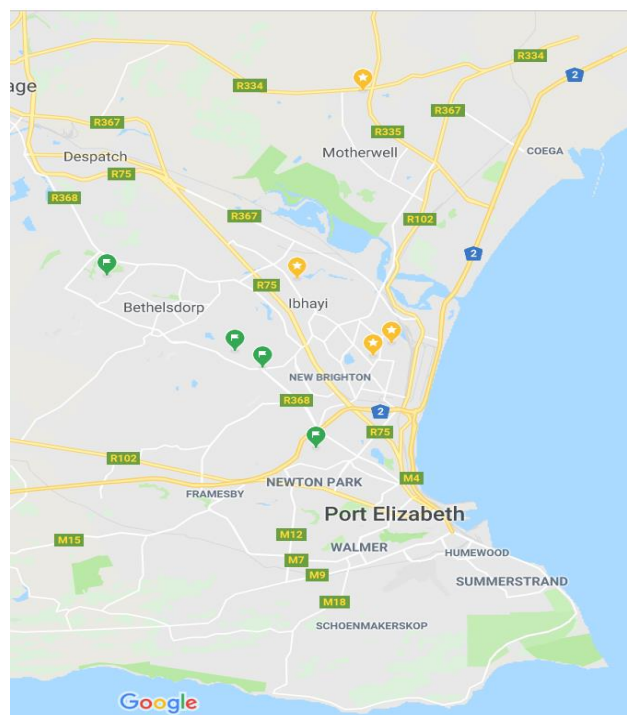 R334
R334
2
age
R367
R367
R335
Despatch
Motherwell
COEGA
R75
R368
R367
R102
2
R75
Ibhayi
Bethelsdorp
NEW BRIGHTON
R368
2
R75
R102
M4
NEWTON PARK
FRAMESBY
Port Elizabeth
M12
M15
WALMER
HUMEWOOD
M7
M9
SUMMERSTRAND
M18
SCHOENMAKERSKOP
Google